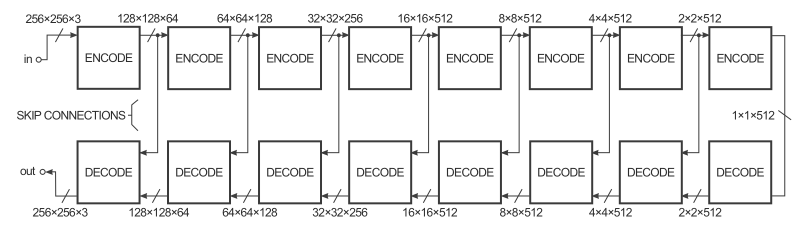 256×256×3 128×128×64 64×64×128 32×32×256 16×16×512 8×8×512 4×4×512 2×2×512
in ENCODE ENCODE ENCODE ENCODE ENCODE ENCODE ENCODE ENCODE
SKIP CONNECTIONS 1×1×512
out DECODE DECODE DECODE DECODE DECODE DECODE DECODE DECODE
256×256×3 128×128×64 64×64×128 32×32×256 16×16×512 8×8×512 4×4×512 2×2×512